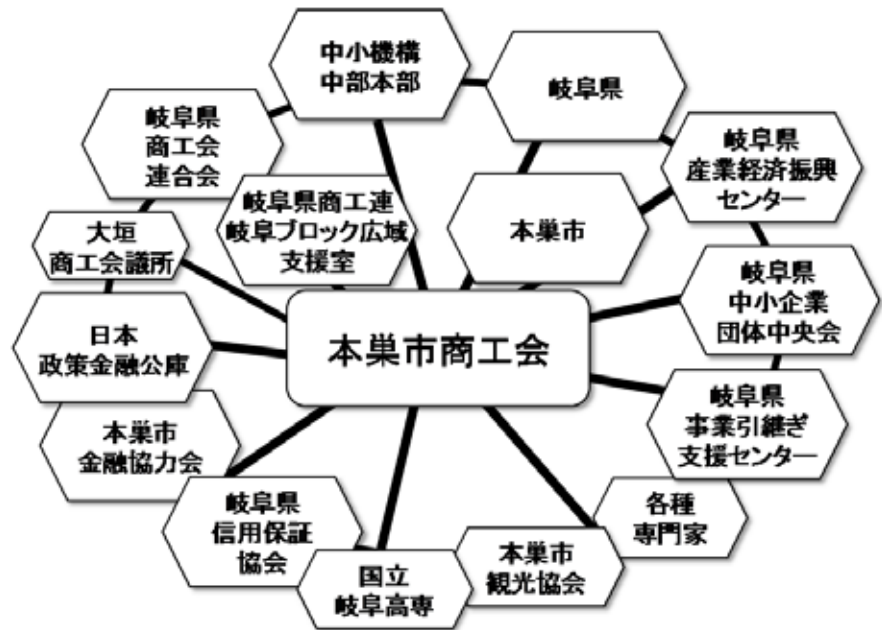 中小機構
中部本部
岐阜県
岐阜県
商工会
連合会
岐阜県
産業経済振興
センター
岐阜県商工連
岐阜ブロック広域
支援室
本巣市
大垣
商工会議所
岐阜県
中小企業
団体中央会
日本
政策金融公庫
本巣市商工会
岐阜県
事業引継ぎ
支援センター
本巣市
金融協力会
岐阜県
信用保証
協会
各種
専門家
国立
岐阜高専
本巣市
観光協会